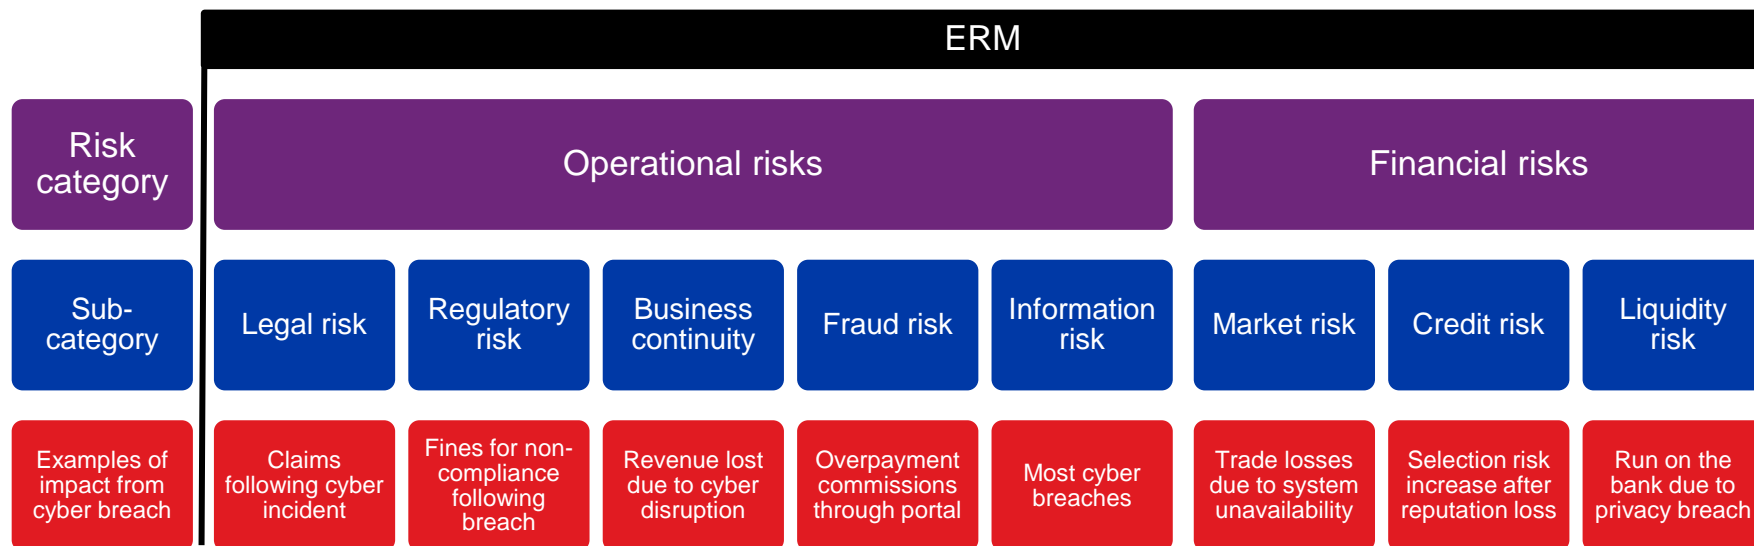 ERM
Risk
category
Operational risks
Financial risks
Sub-
category
Legal risk
Regulatory
risk
Business
continuity
Fraud risk
Information
risk
Market risk
Credit risk
Liquidity
risk
Examples of
impact from
cyber breach
Claims
following cyber
incident
Fines for non-
compliance
following
breach
Revenue lost
due to cyber
disruption
Overpayment
commissions
through portal
Most cyber
breaches
Trade losses
due to system
unavailability
Selection risk
increase after
reputation loss
Run on the
bank due to
privacy breach